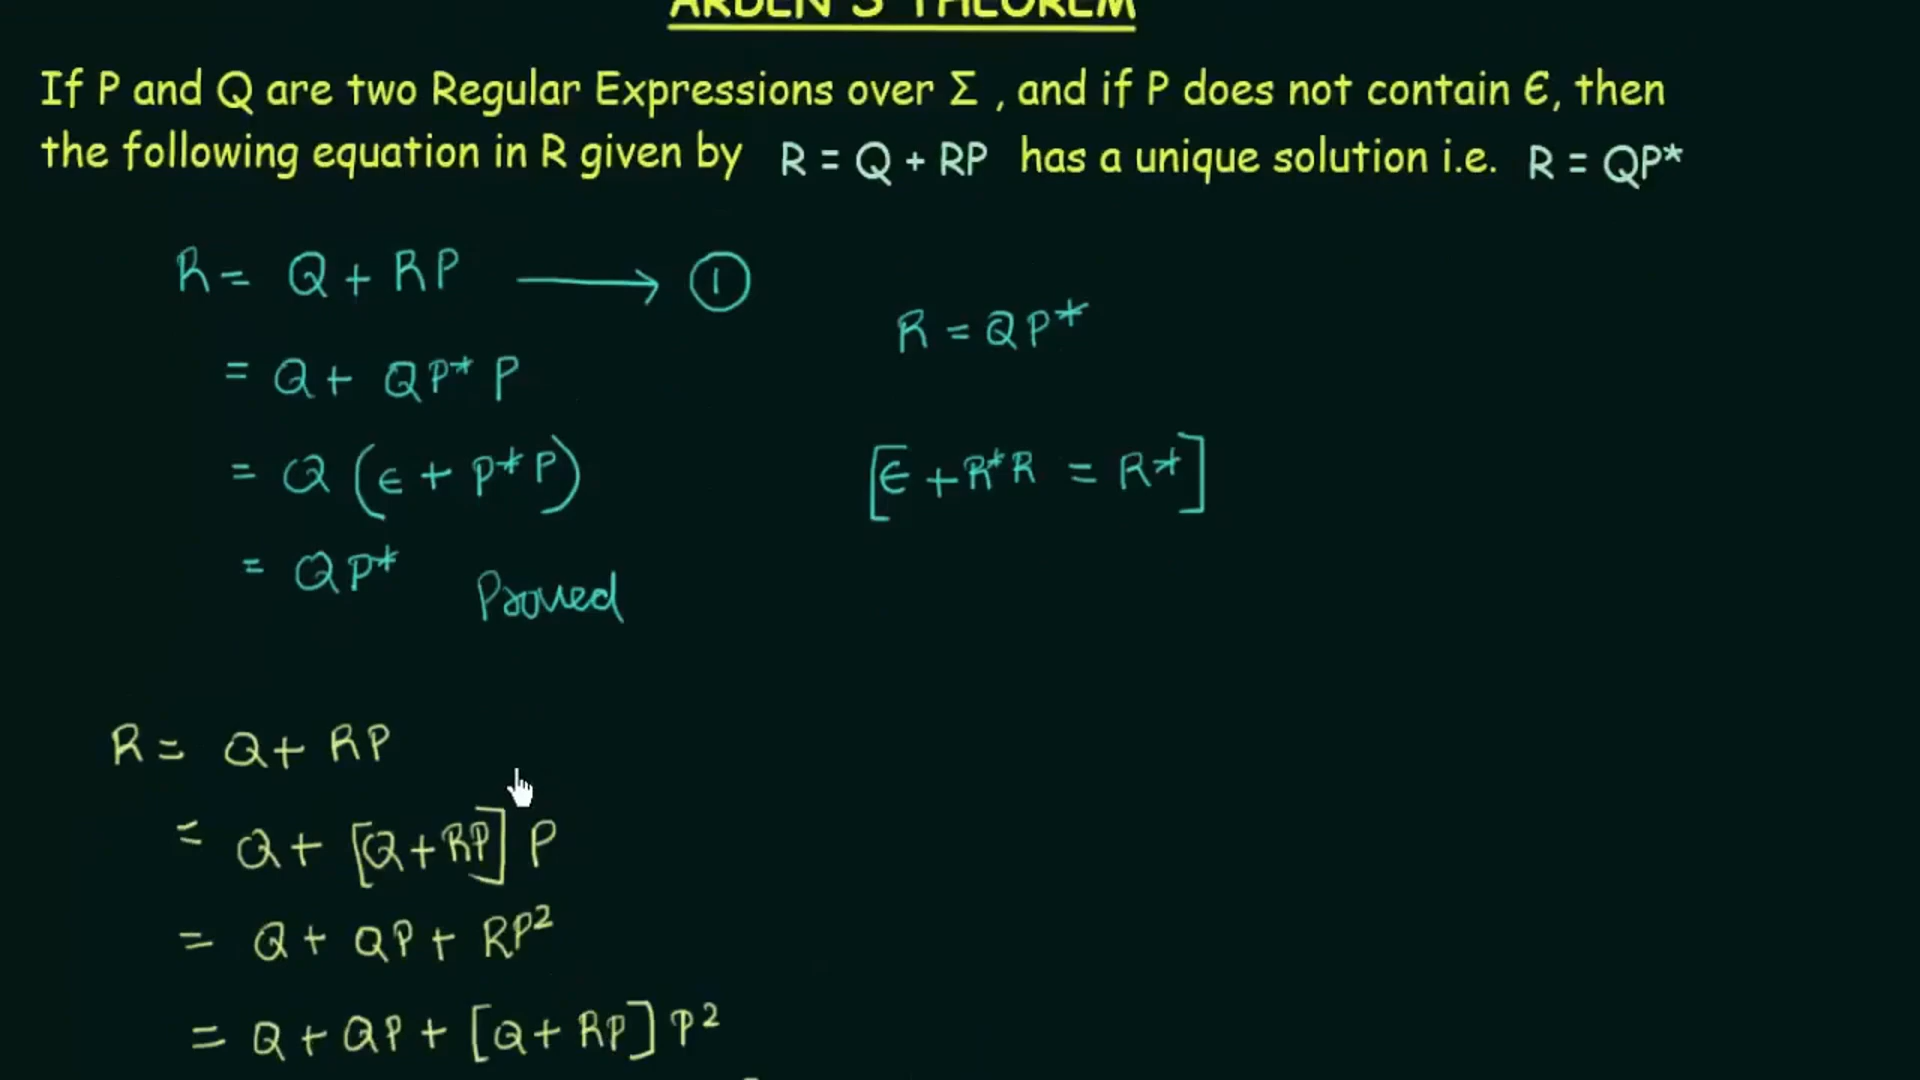 ARDEN'S THEOREM
If P and Q are two Regular Expressions over Σ , and if P does not contain Є, then
the following equation in R given by R = Q + RP has a unique solution i.e. R = QP*
R = Q + RP ⟶ ①
R = QP*
= Q + QP* P
= Q (ϵ + P*P)
[ϵ + R*R = R*]
= QP* Proved
R = Q + RP
= Q + [Q + RP] P
= Q + QP + RP²
= Q + QP + [Q + RP] P²